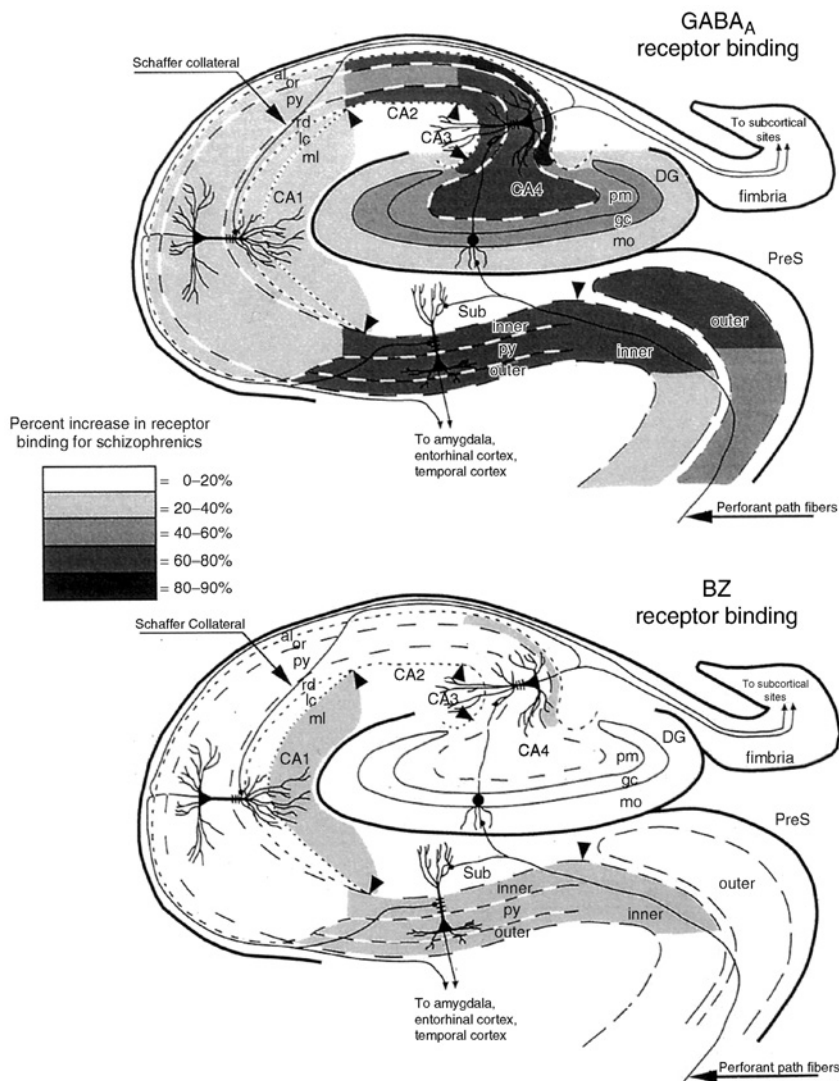 GABAA
receptor binding
Schaffer collateral
al
or
py
rd
lc
ml
CA2
CA3
CA1
CA4
DG
pm
gc
mo
To subcortical
sites
fimbria
PreS
Sub
inner
py
outer
inner
outer
To amygdala,
entorhinal cortex,
temporal cortex
Perforant path fibers
Percent increase in receptor
binding for schizophrenics
= 0–20%
= 20–40%
= 40–60%
= 60–80%
= 80–90%
BZ
receptor binding
Schaffer Collateral
al
or
py
rd
lc
ml
CA2
CA3
CA1
CA4
DG
pm
gc
mo
To subcortical
sites
fimbria
PreS
Sub
inner
py
outer
inner
outer
To amygdala,
entorhinal cortex,
temporal cortex
Perforant path fibers